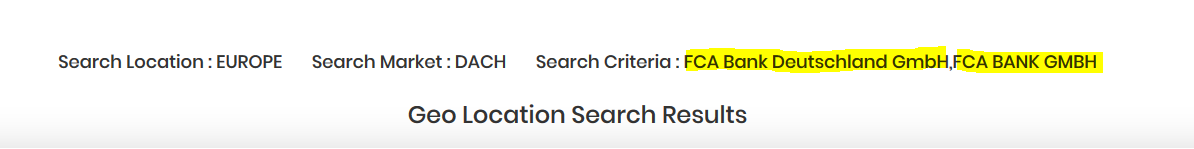 Search Location : EUROPE Search Market : DACH Search Criteria : FCA Bank Deutschland GmbH,FCA BANK GMBH
Geo Location Search Results